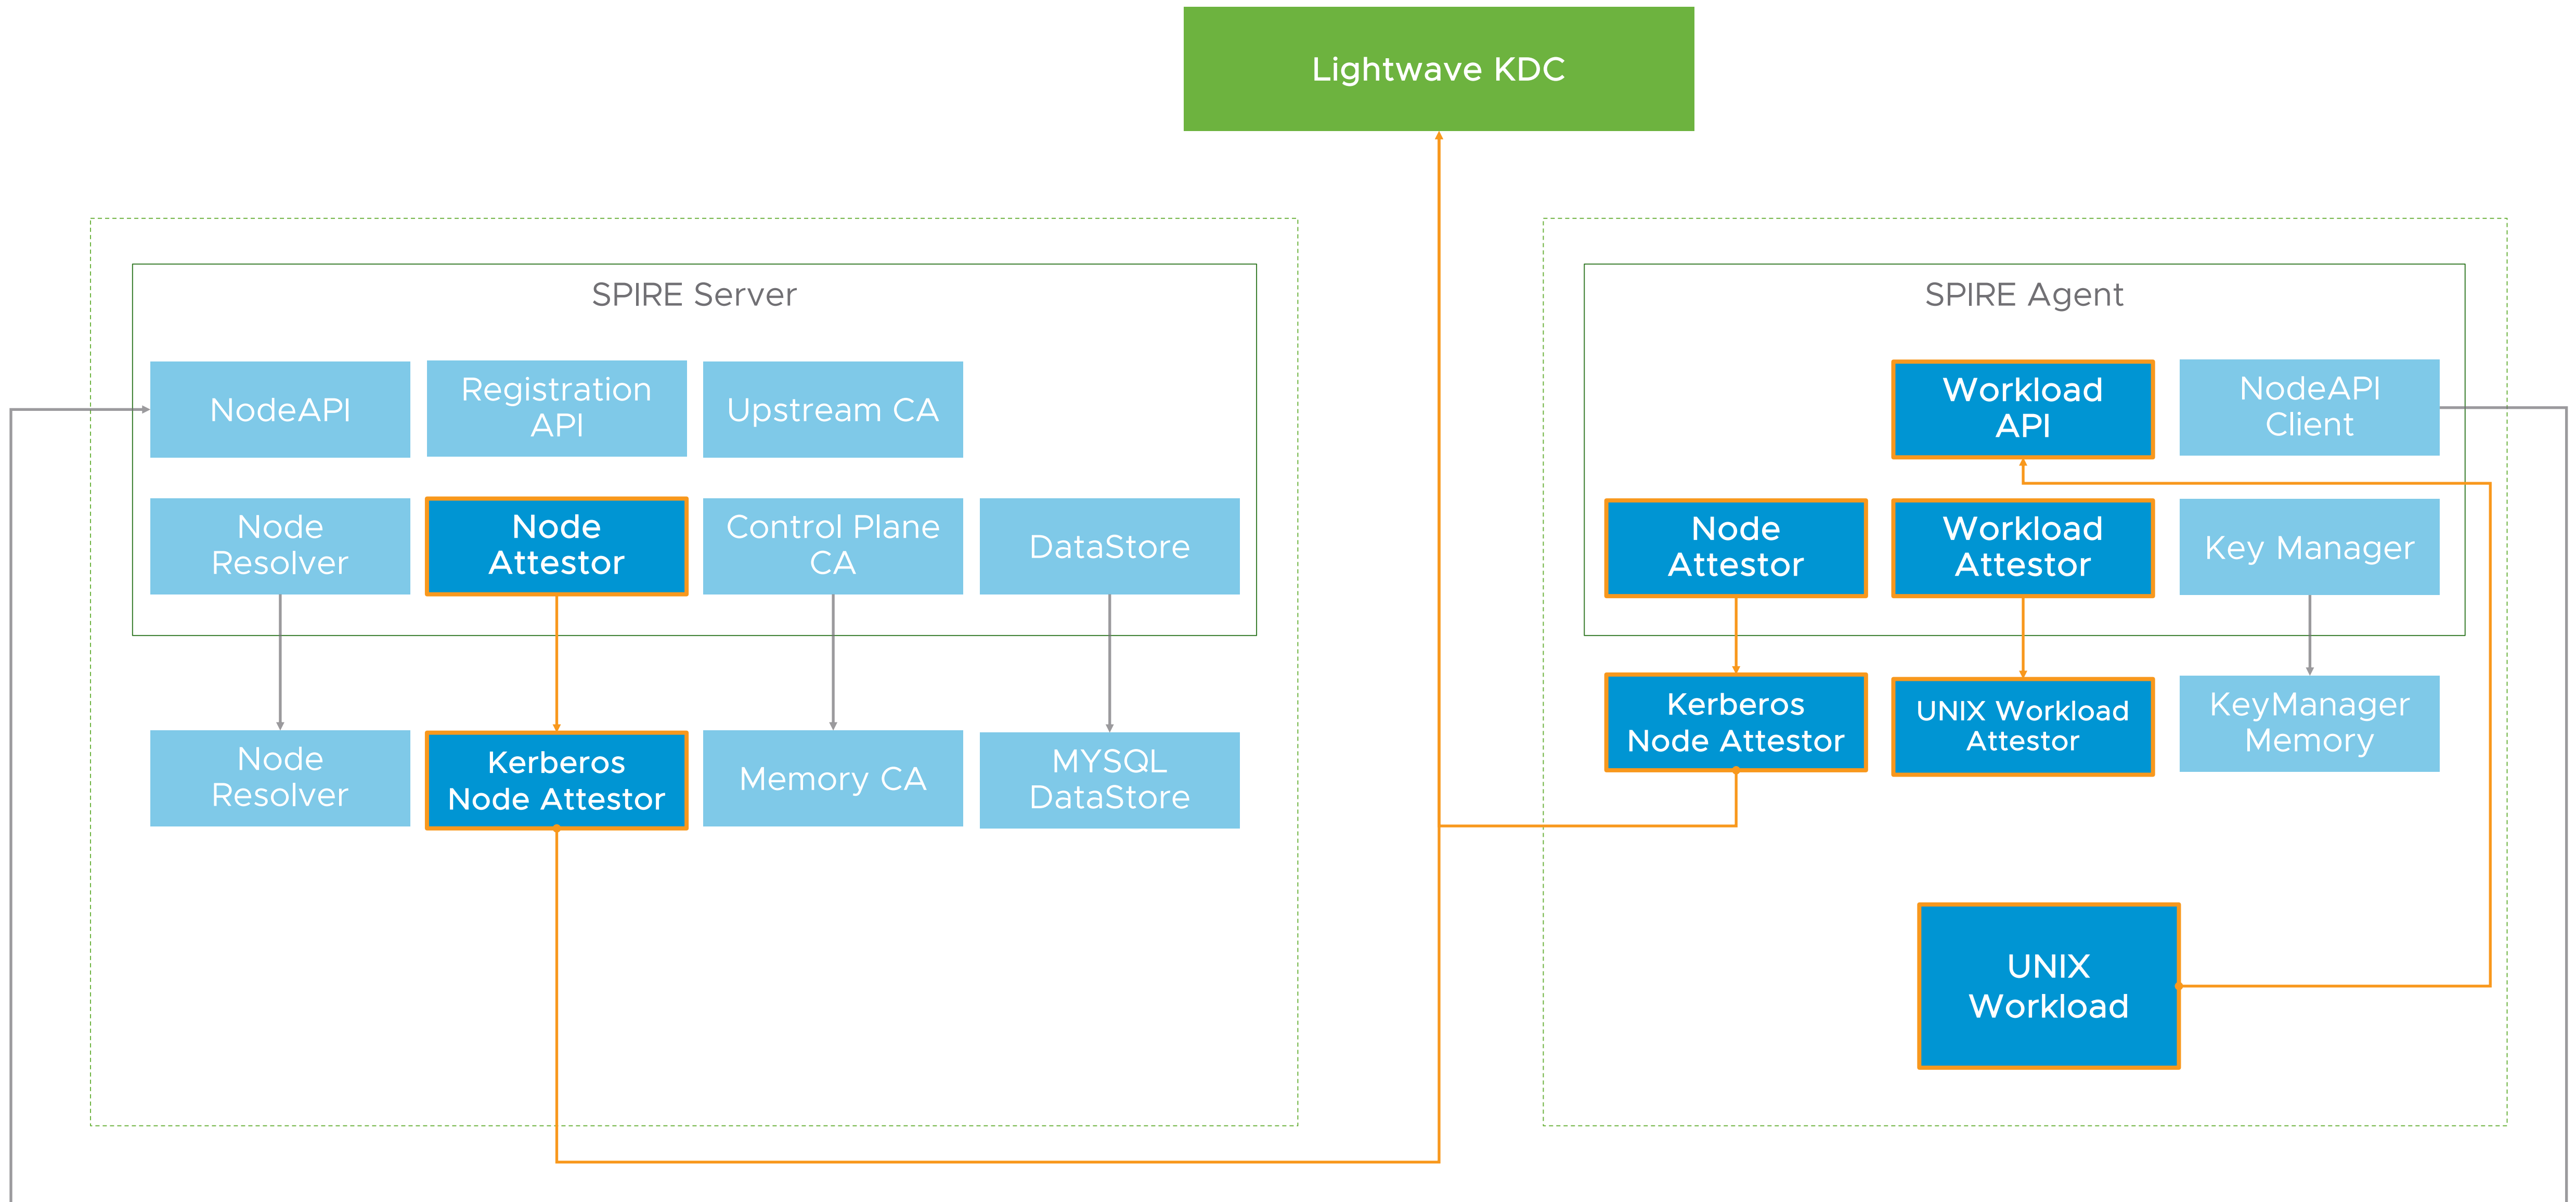 Lightwave KDC
SPIRE Server
NodeAPI
Registration
API
Upstream CA
Node
Resolver
Node
Attestor
Control Plane
CA
DataStore
Node
Resolver
Kerberos
Node Attestor
Memory CA
MYSQL
DataStore
SPIRE Agent
Workload
API
NodeAPI
Client
Node
Attestor
Workload
Attestor
Key Manager
Kerberos
Node Attestor
UNIX Workload
Attestor
KeyManager
Memory
UNIX
Workload